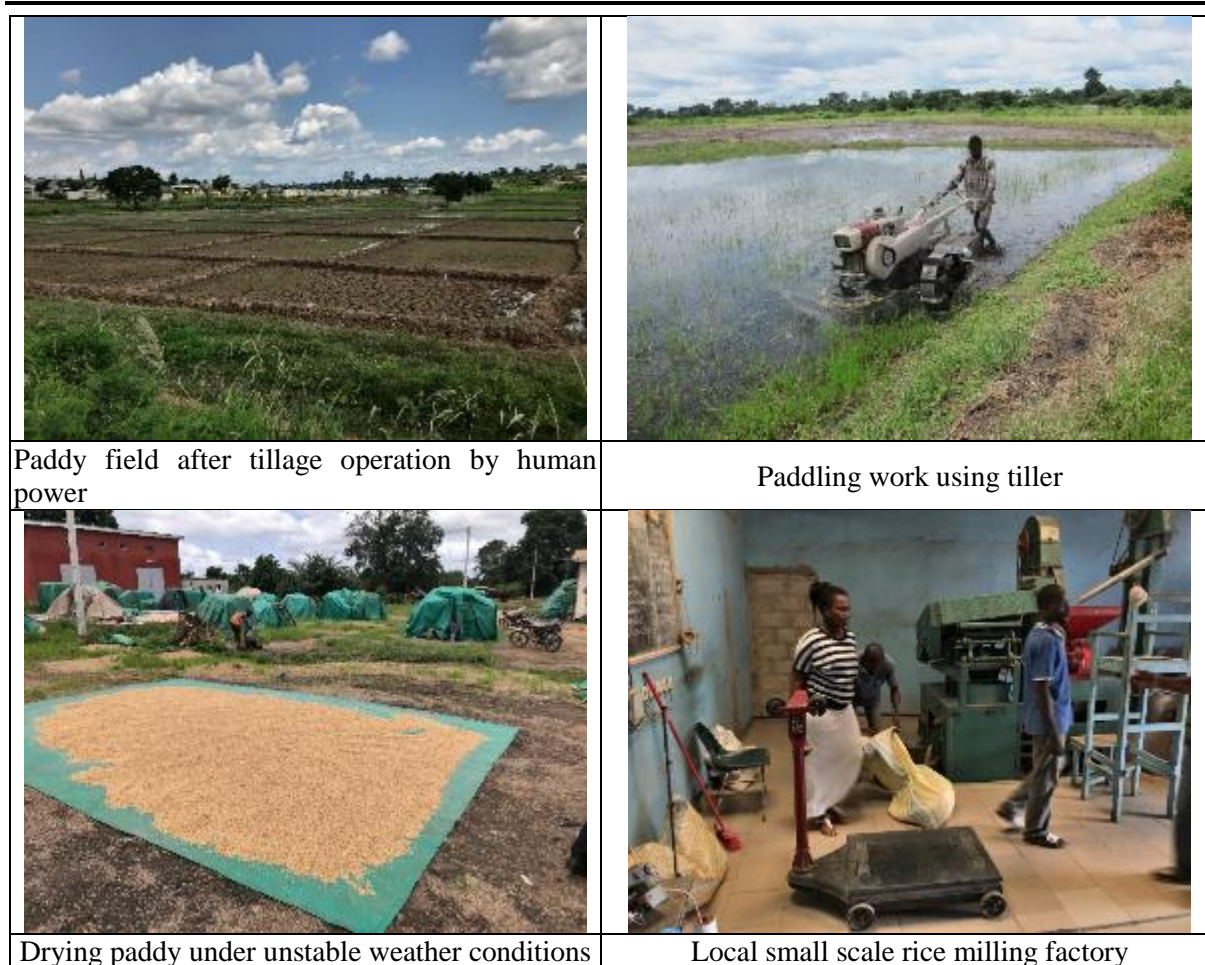 Paddy field after tillage operation by human
power
Paddling work using tiller
Drying paddy under unstable weather conditions
Local small scale rice milling factory